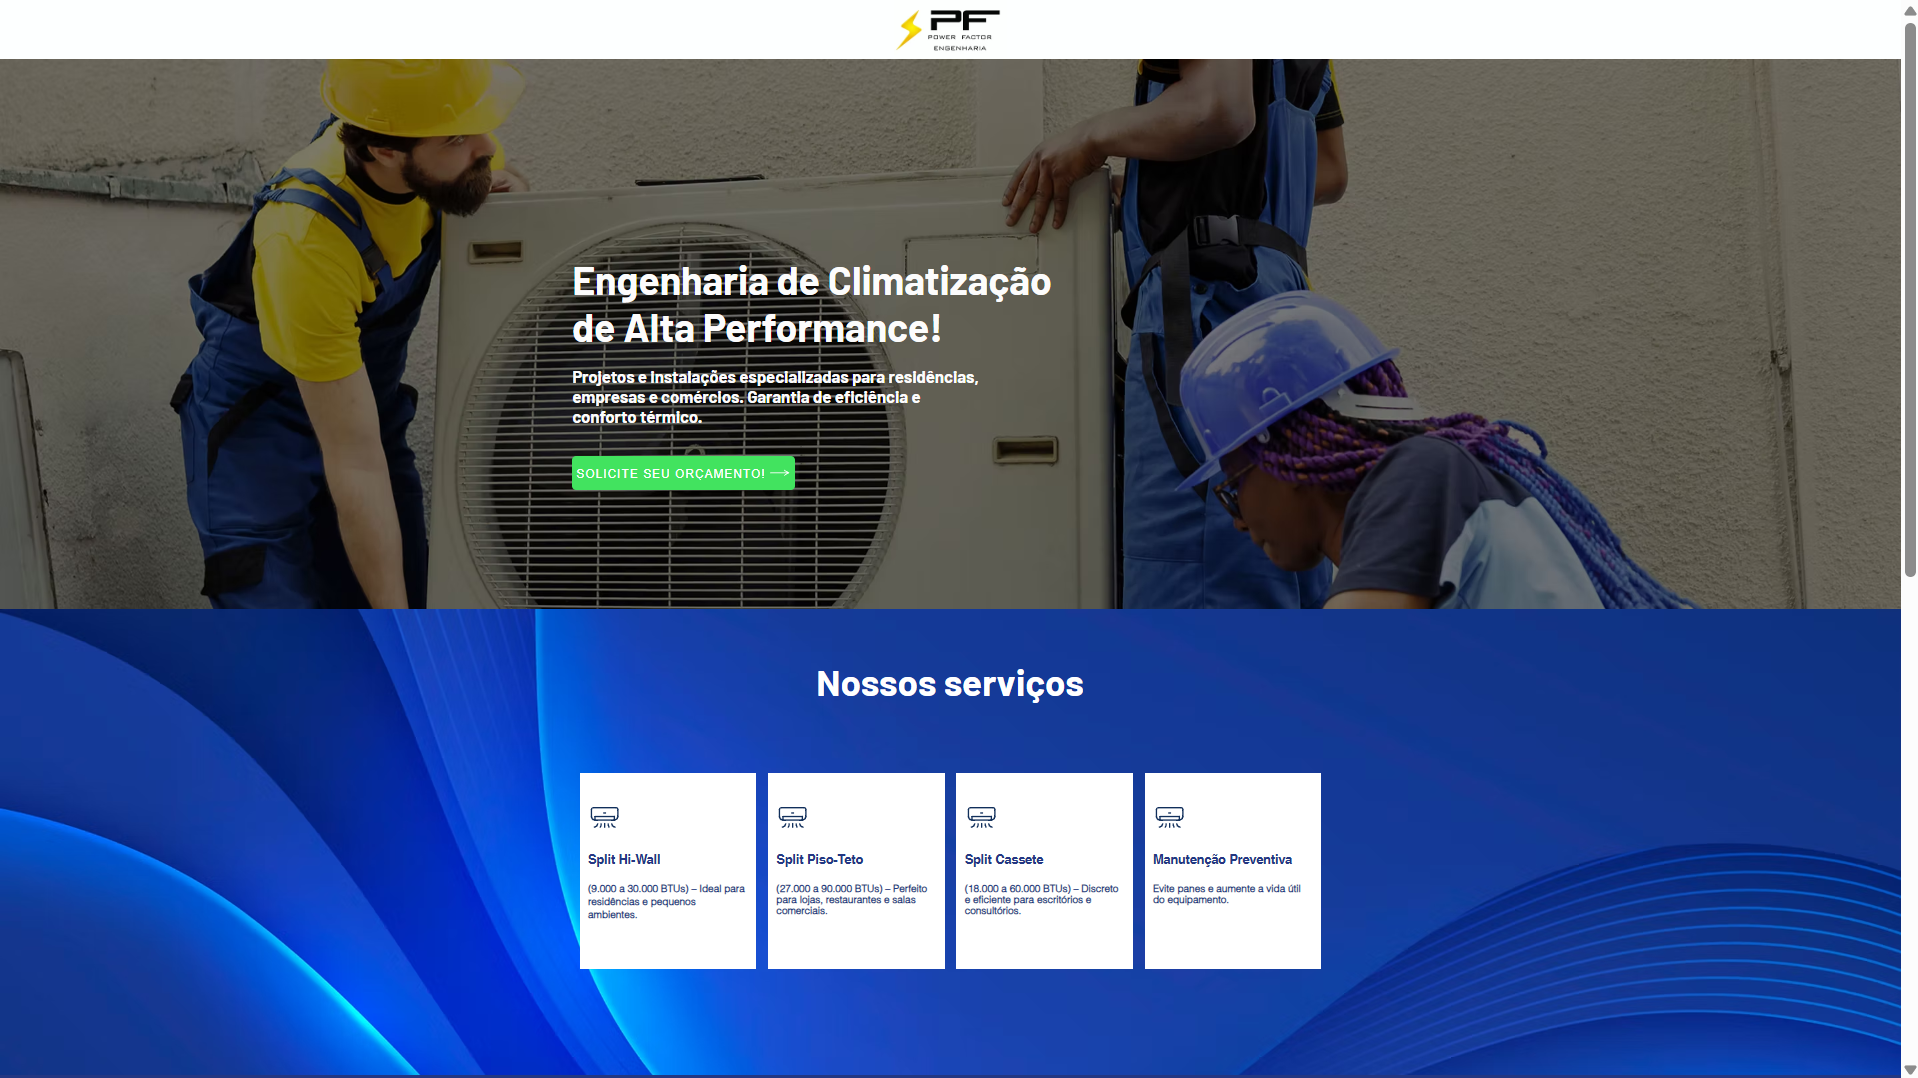 PF
POWER FACTOR
ENGENHARIA
Engenharia de Climatização
de Alta Performance!
Projetos e instalações especializadas para residências,
empresas e comércios. Garantia de eficiência e
conforto térmico.
SOLICITE SEU ORÇAMENTO!
Nossos serviços
Split Hi-Wall
(9.000 a 30.000 BTUs) – Ideal para
residências e pequenos
ambientes.
Split Piso-Teto
(27.000 a 90.000 BTUs) – Perfeito
para lojas, restaurantes e salas
comerciais.
Split Cassete
(18.000 a 60.000 BTUs) – Discreto
e eficiente para escritórios e
consultórios.
Manutenção Preventiva
Evite panes e aumente a vida útil
do equipamento.